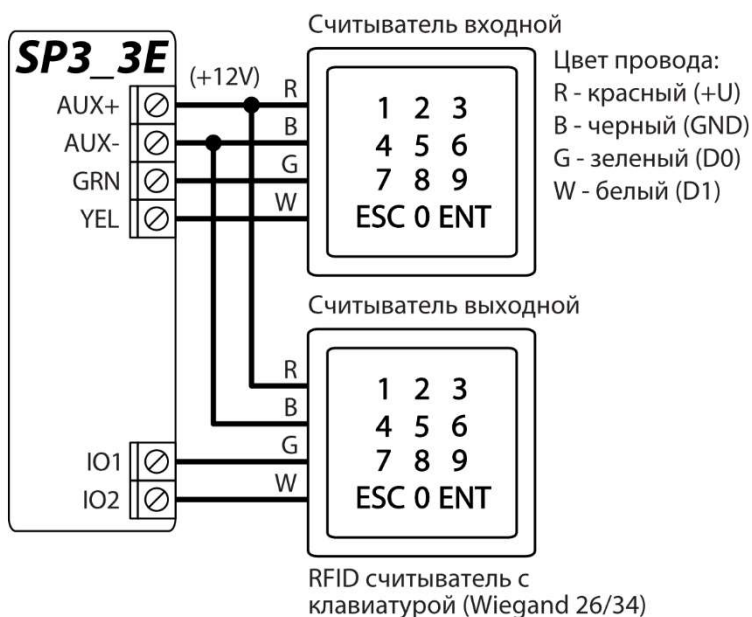 Считыватель входной
SP3_3E
(+12V)
AUX+
AUX-
GRN
YEL
R
B
G
W
1 2 3
4 5 6
7 8 9
ESC 0 ENT
Цвет провода:
R - красный (+U)
B - черный (GND)
G - зеленый (D0)
W - белый (D1)
Считыватель выходной
R
B
G
W
1 2 3
4 5 6
7 8 9
ESC 0 ENT
IO1
IO2
RFID считыватель с
клавиатурой (Wiegand 26/34)